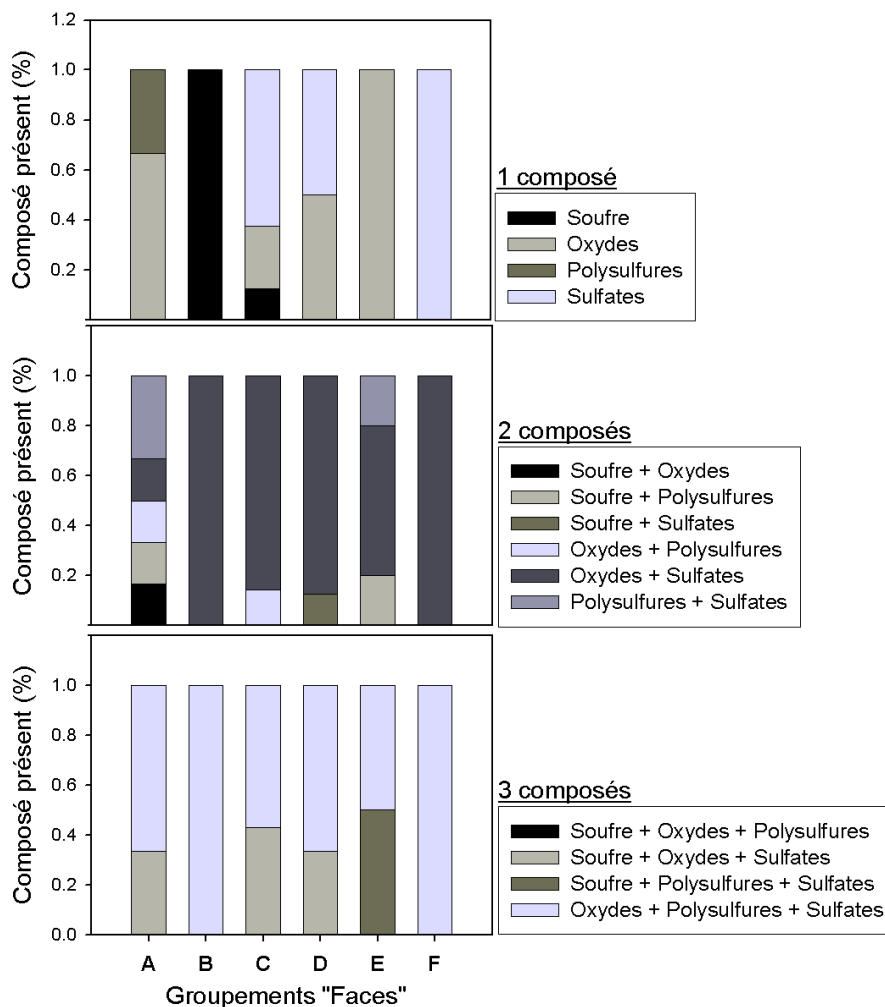 1.2
1.0
0.8
0.6
0.4
0.2
Composé présent (%)
1 composé
Soufre
Oxydes
Polysulfures
Sulfates
1.0
0.8
0.6
0.4
0.2
Composé présent (%)
2 composés
Soufre + Oxydes
Soufre + Polysulfures
Soufre + Sulfates
Oxydes + Polysulfures
Oxydes + Sulfates
Polysulfures + Sulfates
1.0
0.8
0.6
0.4
0.2
0.0
Composé présent (%)
3 composés
Soufre + Oxydes + Polysulfures
Soufre + Oxydes + Sulfates
Soufre + Polysulfures + Sulfates
Oxydes + Polysulfures + Sulfates
A B C D E F
Groupements "Faces"